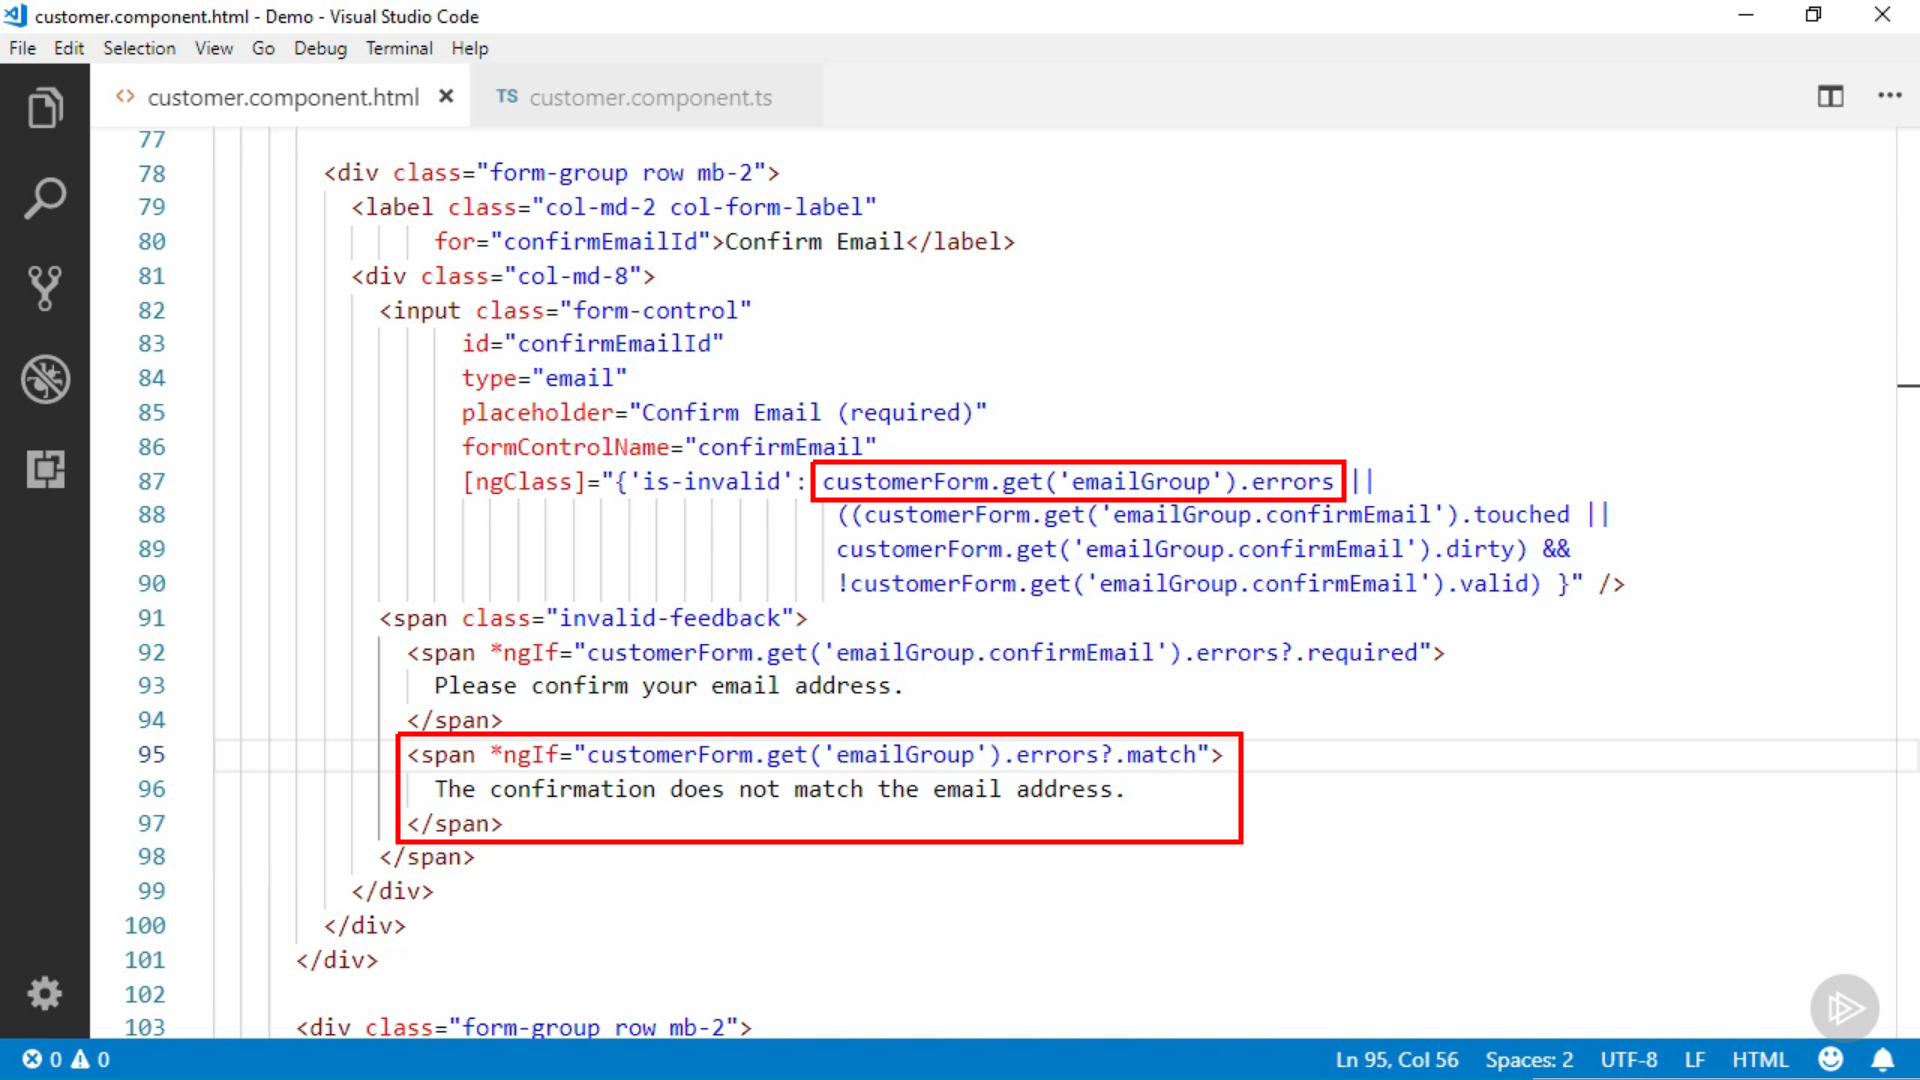 customer.component.html - Demo - Visual Studio Code
File Edit Selection View Go Debug Terminal Help
<> customer.component.html × TS customer.component.ts
77
78 <div class="form-group row mb-2">
79 <label class="col-md-2 col-form-label"
80 for="confirmEmailId">Confirm Email</label>
81 <div class="col-md-8">
82 <input class="form-control"
83 id="confirmEmailId"
84 type="email"
85 placeholder="Confirm Email (required)"
86 formControlName="confirmEmail"
87 [ngClass]="{'is-invalid': customerForm.get('emailGroup').errors ||
88 ((customerForm.get('emailGroup.confirmEmail').touched ||
89 customerForm.get('emailGroup.confirmEmail').dirty) &&
90 !customerForm.get('emailGroup.confirmEmail').valid) }" />
91 <span class="invalid-feedback">
92 <span *ngIf="customerForm.get('emailGroup.confirmEmail').errors?.required">
93 Please confirm your email address.
94 </span>
95 <span *ngIf="customerForm.get('emailGroup').errors?.match">
96 The confirmation does not match the email address.
97 </span>
98 </span>
99 </div>
100 </div>
101 </div>
102
103 <div class="form-group row mb-2">
0 0 Ln 95, Col 56 Spaces: 2 UTF-8 LF HTML